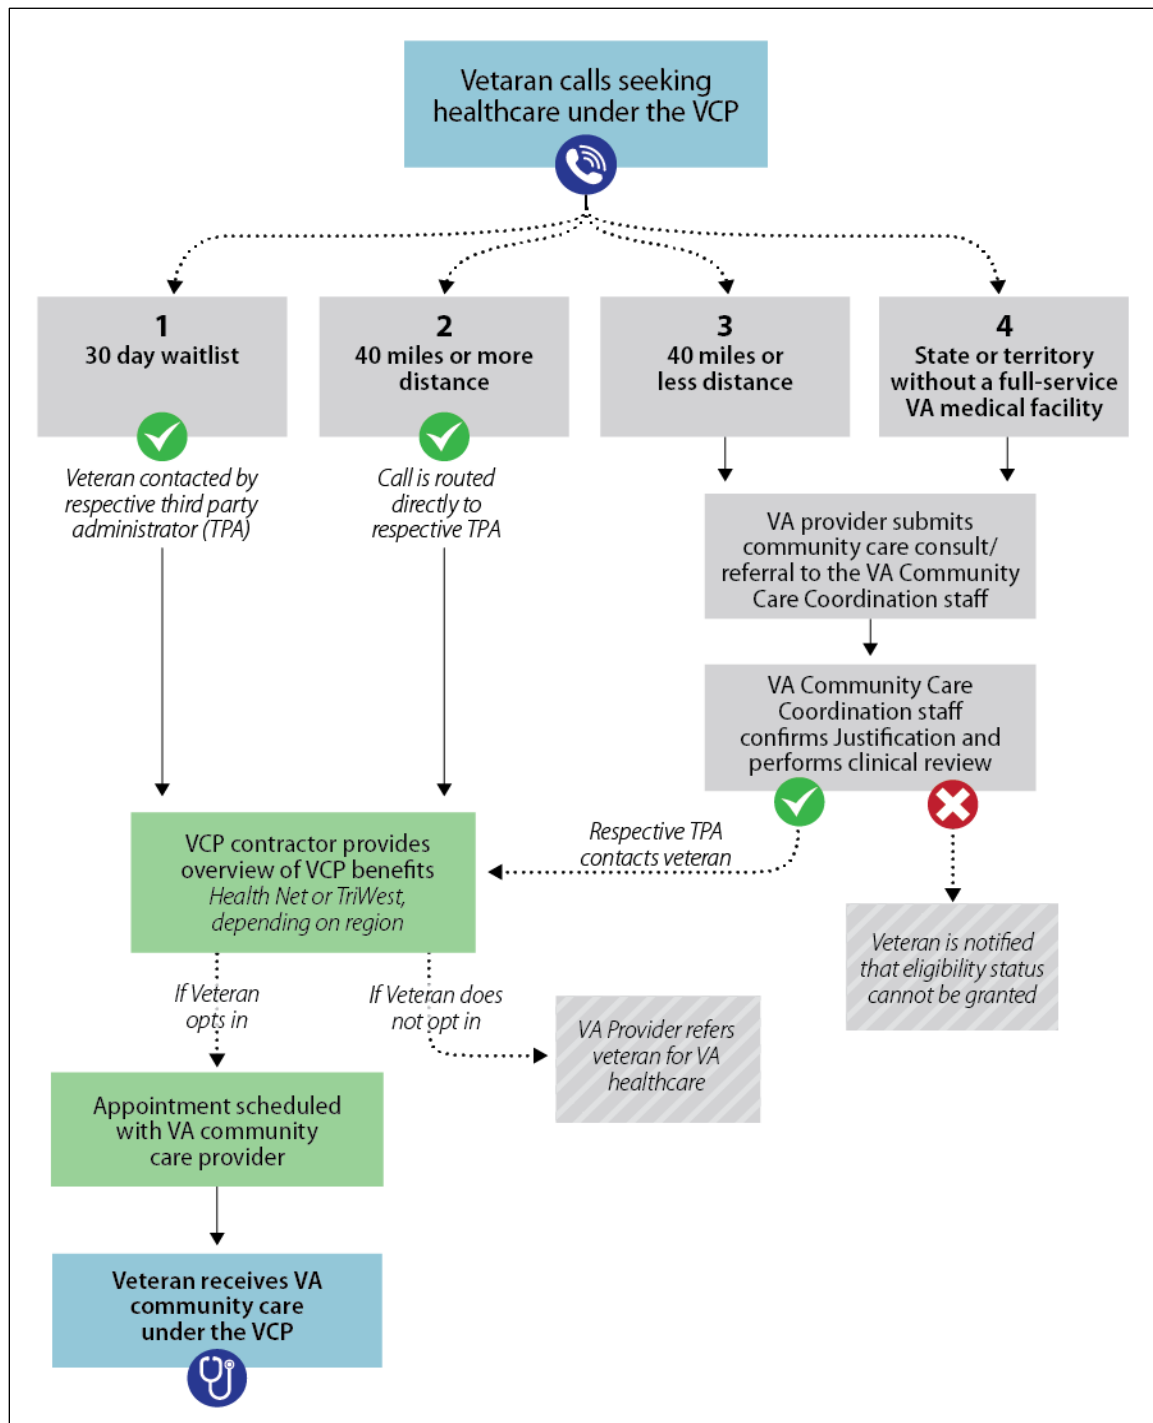 Vetaran calls seeking
healthcare under the VCP
1
30 day waitlist
2
40 miles or more
distance
3
40 miles or
less distance
4
State or territory
without a full-service
VA medical facility
Veteran contacted by
respective third party
administrator (TPA)
Call is routed
directly to
respective TPA
VA provider submits
community care consult/
referral to the VA Community
Care Coordination staff
VA Community Care
Coordination staff
confirms Justification and
performs clinical review
Respective TPA
contacts veteran
VCP contractor provides
overview of VCP benefits
Health Net or TriWest,
depending on region
Veteran is notified
that eligibility status
cannot be granted
If Veteran
opts in
If Veteran does
not opt in
VA Provider refers
veteran for VA
healthcare
Appointment scheduled
with VA community
care provider
Veteran receives VA
community care
under the VCP